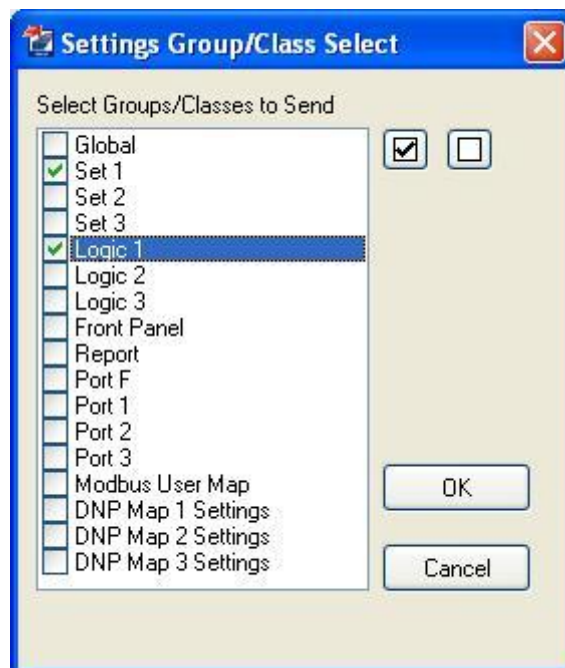 Settings Group/Class Select
Select Groups/Classes to Send
Global
Set 1
Set 2
Set 3
Logic 1
Logic 2
Logic 3
Front Panel
Report
Port F
Port 1
Port 2
Port 3
Modbus User Map
DNP Map 1 Settings
DNP Map 2 Settings
DNP Map 3 Settings
OK
Cancel